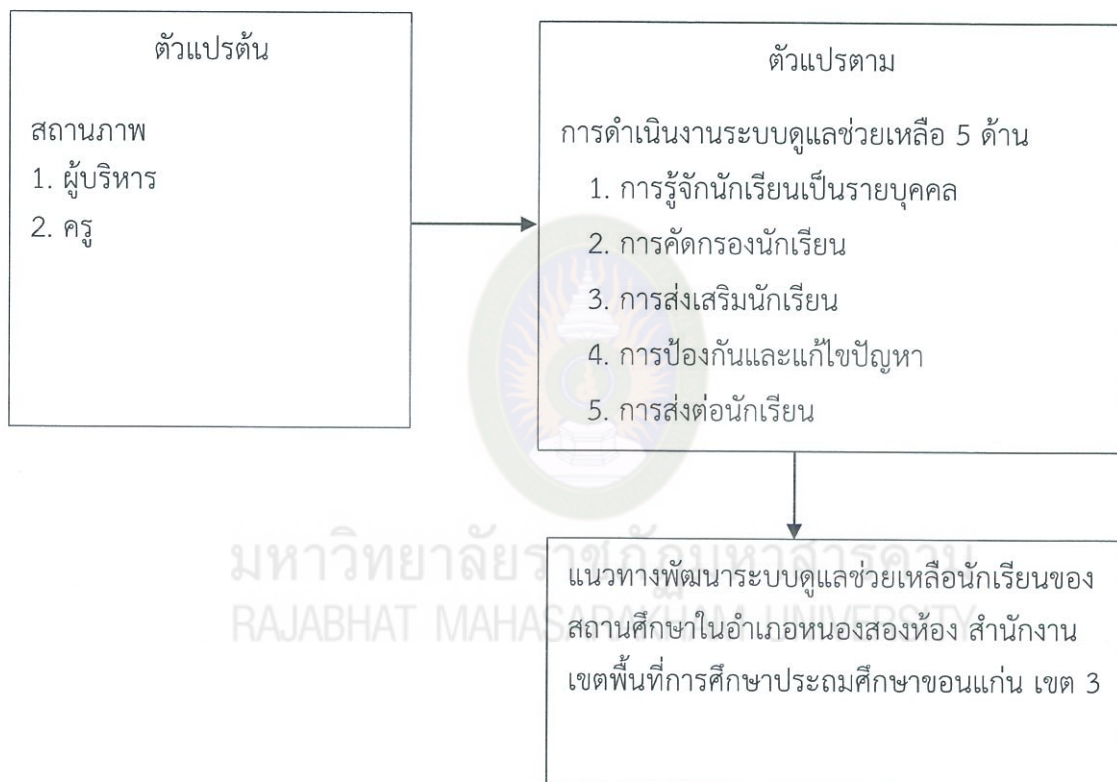 ตัวแปรต้น
สถานภาพ
1. ผู้บริหาร
2. ครู
ตัวแปรตาม
การดำเนินงานระบบดูแลช่วยเหลือ 5 ด้าน
1. การรู้จักนักเรียนเป็นรายบุคคล
2. การคัดกรองนักเรียน
3. การส่งเสริมนักเรียน
4. การป้องกันและแก้ไขปัญหา
5. การส่งต่อนักเรียน
แนวทางพัฒนาระบบดูแลช่วยเหลือนักเรียนของ
สถานศึกษาในอำเภอหนองสองห้อง สำนักงาน
เขตพื้นที่การศึกษาประถมศึกษาขอนแก่น เขต 3
มหาวิทยาลัยราชภัฏมหาสารคาม
RAJABHAT MAHASARAKHAM UNIVERSITY